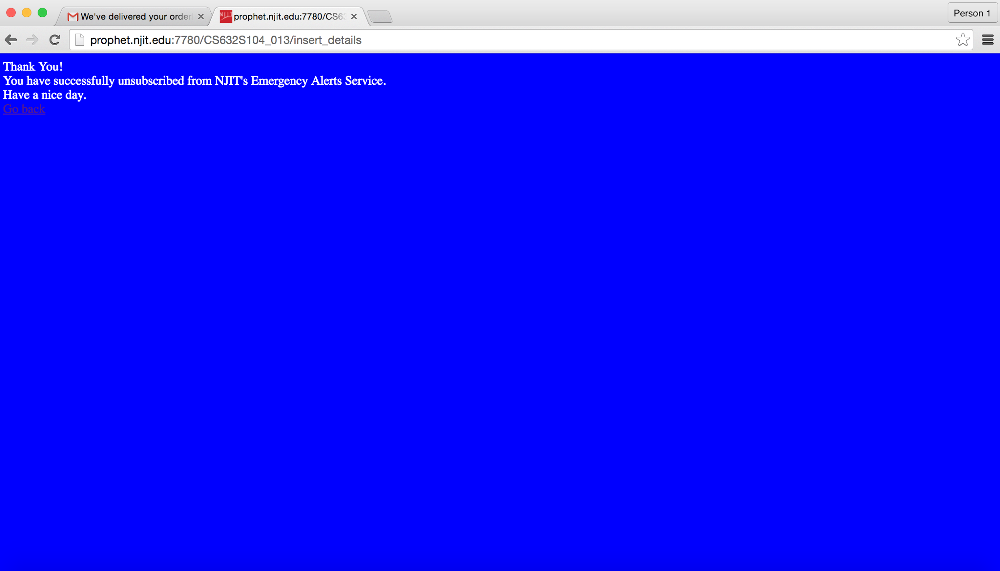 We've delivered your order
prophet.njit.edu:7780/CS63
Person 1
prophet.njit.edu:7780/CS632S104_013/insert_details
Thank You!
You have successfully unsubscribed from NJIT's Emergency Alerts Service.
Have a nice day.
Go back